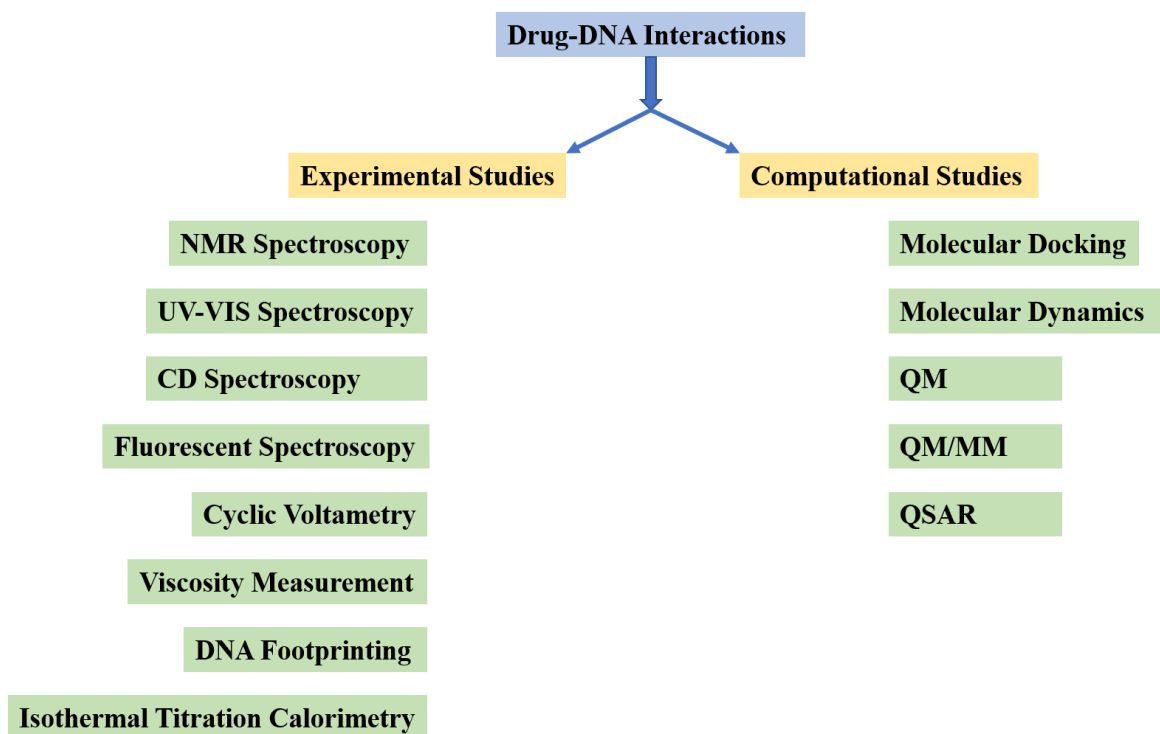 Drug-DNA Interactions
Experimental Studies
NMR Spectroscopy
UV-VIS Spectroscopy
CD Spectroscopy
Fluorescent Spectroscopy
Cyclic Voltametry
Viscosity Measurement
DNA Footprinting
Isothermal Titration Calorimetry
Computational Studies
Molecular Docking
Molecular Dynamics
QM
QM/MM
QSAR